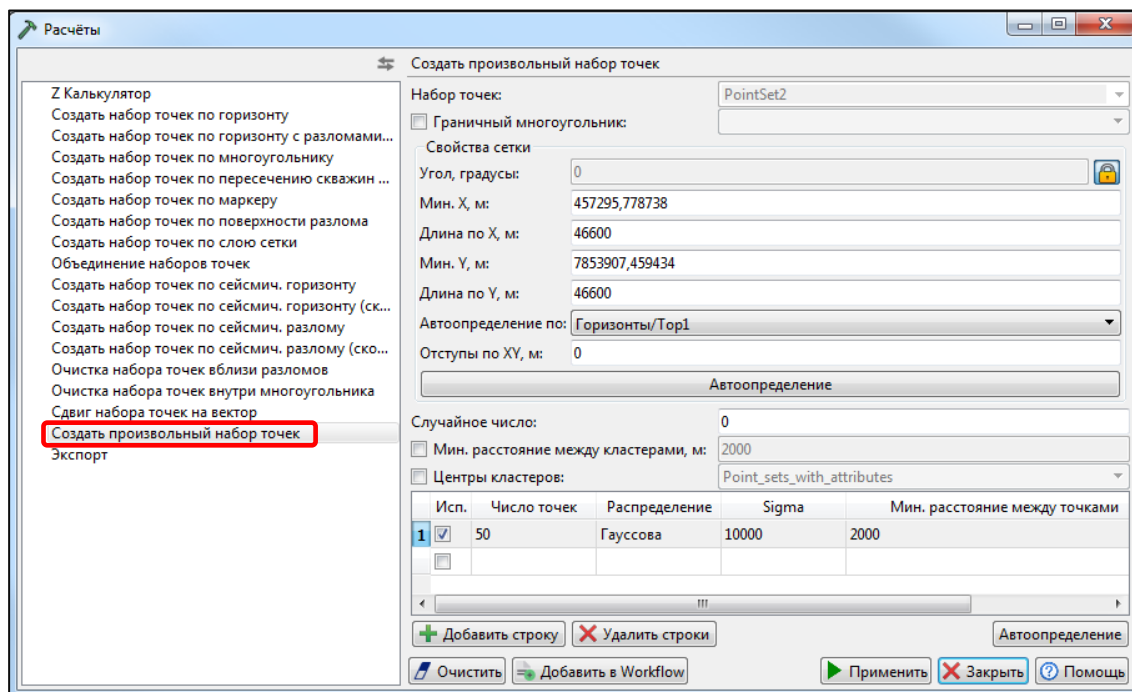 Расчёты
Z Калькулятор
Создать набор точек по горизонту
Создать набор точек по горизонту с разломами...
Создать набор точек по многоугольнику
Создать набор точек по пересечению скважин ...
Создать набор точек по маркеру
Создать набор точек по поверхности разлома
Создать набор точек по слою сетки
Объединение наборов точек
Создать набор точек по сейсмич. горизонту
Создать набор точек по сейсмич. горизонту (ск...
Создать набор точек по сейсмич. разлому
Создать набор точек по сейсмич. разлому (ско...
Очистка набора точек вблизи разломов
Очистка набора точек внутри многоугольника
Сдвиг набора точек на вектор
Создать произвольный набор точек
Экспорт
Создать произвольный набор точек
Набор точек: PointSet2
Граничный многоугольник:
Свойства сетки
Угол, градусы: 0
Мин. X, м: 457295,778738
Длина по X, м: 46600
Мин. Y, м: 7853907,459434
Длина по Y, м: 46600
Автоопределение по: Горизонты/Top1
Отступы по XY, м: 0
Автоопределение
Случайное число: 0
Мин. расстояние между кластерами, м: 2000
Центры кластеров: Point_sets_with_attributes
Исп. Число точек Распределение Sigma Мин. расстояние между точками
1 50 Гауссова 10000 2000
Добавить строку Удалить строки Автоопределение
Очистить Добавить в Workflow Применить Закрыть Помощь